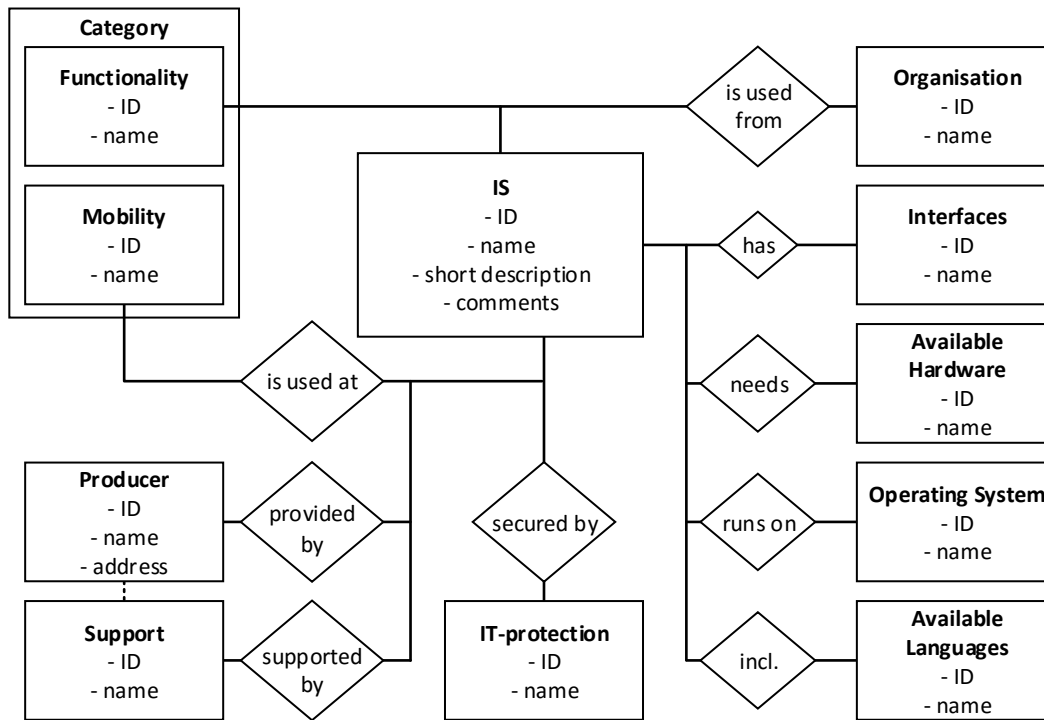 Category
Functionality
- ID
- name
Mobility
- ID
- name
is used
from
Organisation
- ID
- name
IS
- ID
- name
- short description
- comments
has
Interfaces
- ID
- name
is used at
needs
Available
Hardware
- ID
- name
Producer
- ID
- name
- address
provided
by
secured by
runs on
Operating System
- ID
- name
Support
- ID
- name
supported
by
IT-protection
- ID
- name
incl.
Available
Languages
- ID
- name